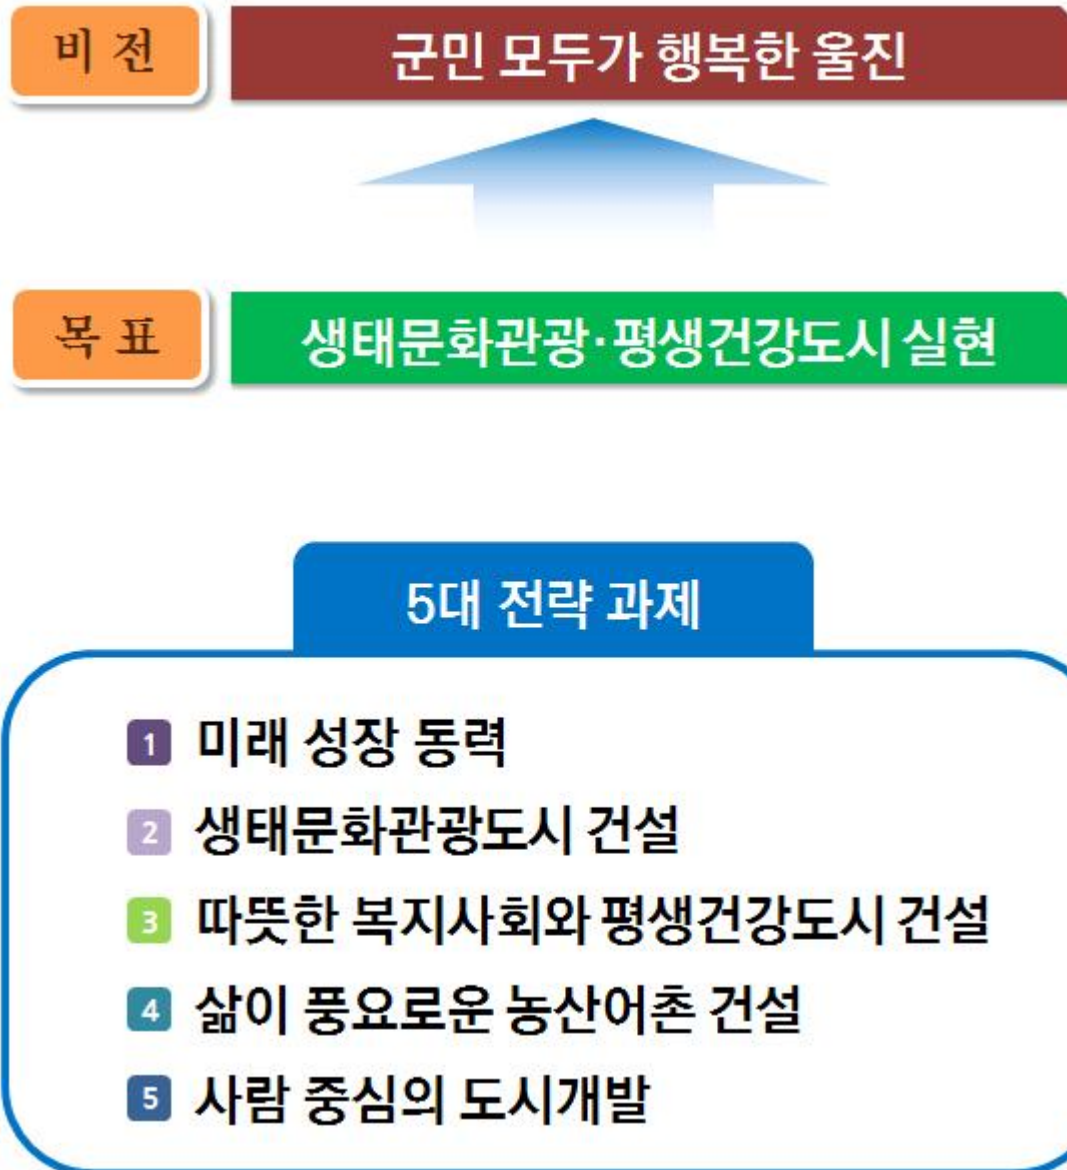 비 전
군민 모두가 행복한 울진
목 표
생태문화관광·평생건강도시 실현
5대 전략 과제
1 미래 성장 동력
2 생태문화관광도시 건설
3 따뜻한 복지사회와 평생건강도시 건설
4 삶이 풍요로운 농산어촌 건설
5 사람 중심의 도시개발